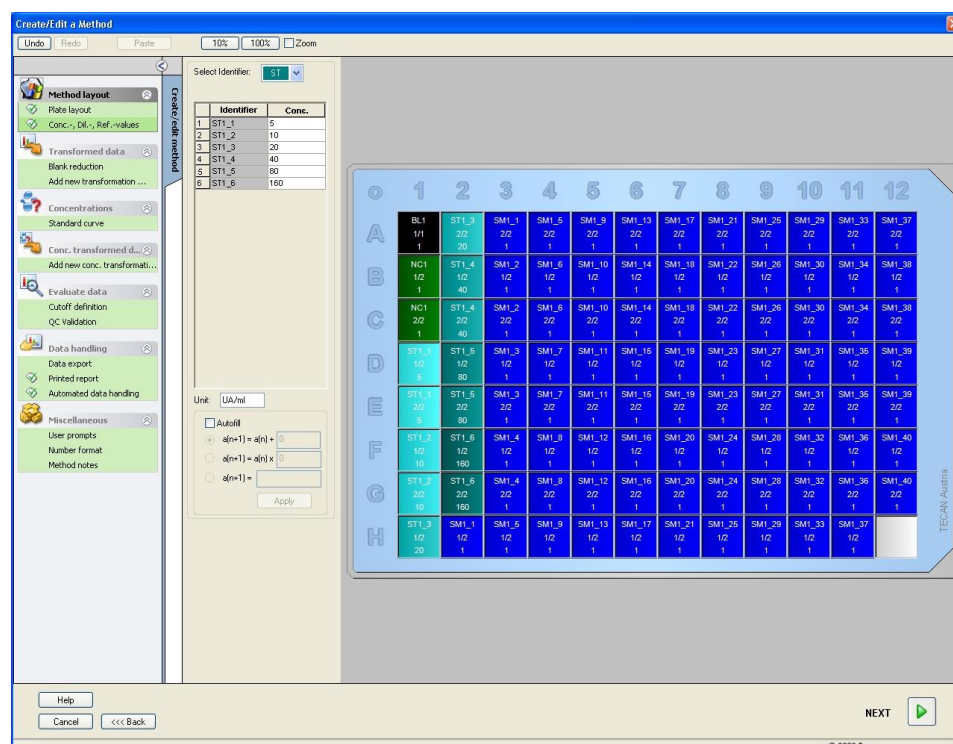 Create/Edit a Method
Undo Redo Paste 10% 100% Zoom
Method layout
Plate layout
Conc.-, Dil.-, Ref.-values
Transformed data
Blank reduction
Add new transformation ...
Concentrations
Standard curve
Conc. transformed d...
Add new conc. transformati...
Evaluate data
Cutoff definition
QC Validation
Data handling
Data export
Printed report
Automated data handling
Miscellaneous
User prompts
Number format
Method notes
Create/edit method
Select Identifier: ST
Identifier Conc.
1 ST1_1 5
2 ST1_2 10
3 ST1_3 20
4 ST1_4 40
5 ST1_5 80
6 ST1_6 160
Unit: UA/ml
Autofill
a(n+1) = a(n) + 0
a(n+1) = a(n) x 0
a(n+1) =
Apply
1 2 3 4 5 6 7 8 9 10 11 12
A
BL1 ST1_3 SM1_1 SM1_5 SM1_9 SM1_13 SM1_17 SM1_21 SM1_25 SM1_29 SM1_33 SM1_37
1/1 2/2 2/2 2/2 2/2 2/2 2/2 2/2 2/2 2/2 2/2 2/2
1 20 1 1 1 1 1 1 1 1 1 1
B
NC1 ST1_4 SM1_2 SM1_6 SM1_10 SM1_14 SM1_18 SM1_22 SM1_26 SM1_30 SM1_34 SM1_38
1/2 1/2 1/2 1/2 1/2 1/2 1/2 1/2 1/2 1/2 1/2 1/2
1 40 1 1 1 1 1 1 1 1 1 1
C
NC1 ST1_4 SM1_2 SM1_6 SM1_10 SM1_14 SM1_18 SM1_22 SM1_26 SM1_30 SM1_34 SM1_38
2/2 2/2 2/2 2/2 2/2 2/2 2/2 2/2 2/2 2/2 2/2 2/2
1 40 1 1 1 1 1 1 1 1 1 1
D
ST1_1 ST1_5 SM1_3 SM1_7 SM1_11 SM1_15 SM1_19 SM1_23 SM1_27 SM1_31 SM1_35 SM1_39
1/2 1/2 1/2 1/2 1/2 1/2 1/2 1/2 1/2 1/2 1/2 1/2
5 80 1 1 1 1 1 1 1 1 1 1
E
ST1_1 ST1_5 SM1_3 SM1_7 SM1_11 SM1_15 SM1_19 SM1_23 SM1_27 SM1_31 SM1_35 SM1_39
2/2 2/2 2/2 2/2 2/2 2/2 2/2 2/2 2/2 2/2 2/2 2/2
5 80 1 1 1 1 1 1 1 1 1 1
F
ST1_2 ST1_6 SM1_4 SM1_8 SM1_12 SM1_16 SM1_20 SM1_24 SM1_28 SM1_32 SM1_36 SM1_40
1/2 1/2 1/2 1/2 1/2 1/2 1/2 1/2 1/2 1/2 1/2 1/2
10 160 1 1 1 1 1 1 1 1 1 1
G
ST1_2 ST1_6 SM1_4 SM1_8 SM1_12 SM1_16 SM1_20 SM1_24 SM1_28 SM1_32 SM1_36 SM1_40
2/2 2/2 2/2 2/2 2/2 2/2 2/2 2/2 2/2 2/2 2/2 2/2
10 160 1 1 1 1 1 1 1 1 1 1
H
ST1_3 SM1_1 SM1_5 SM1_9 SM1_13 SM1_17 SM1_21 SM1_25 SM1_29 SM1_33 SM1_37
1/2 1/2 1/2 1/2 1/2 1/2 1/2 1/2 1/2 1/2 1/2
20 1 1 1 1 1 1 1 1 1 1
TECAN Austria
Help
Cancel <<< Back
NEXT